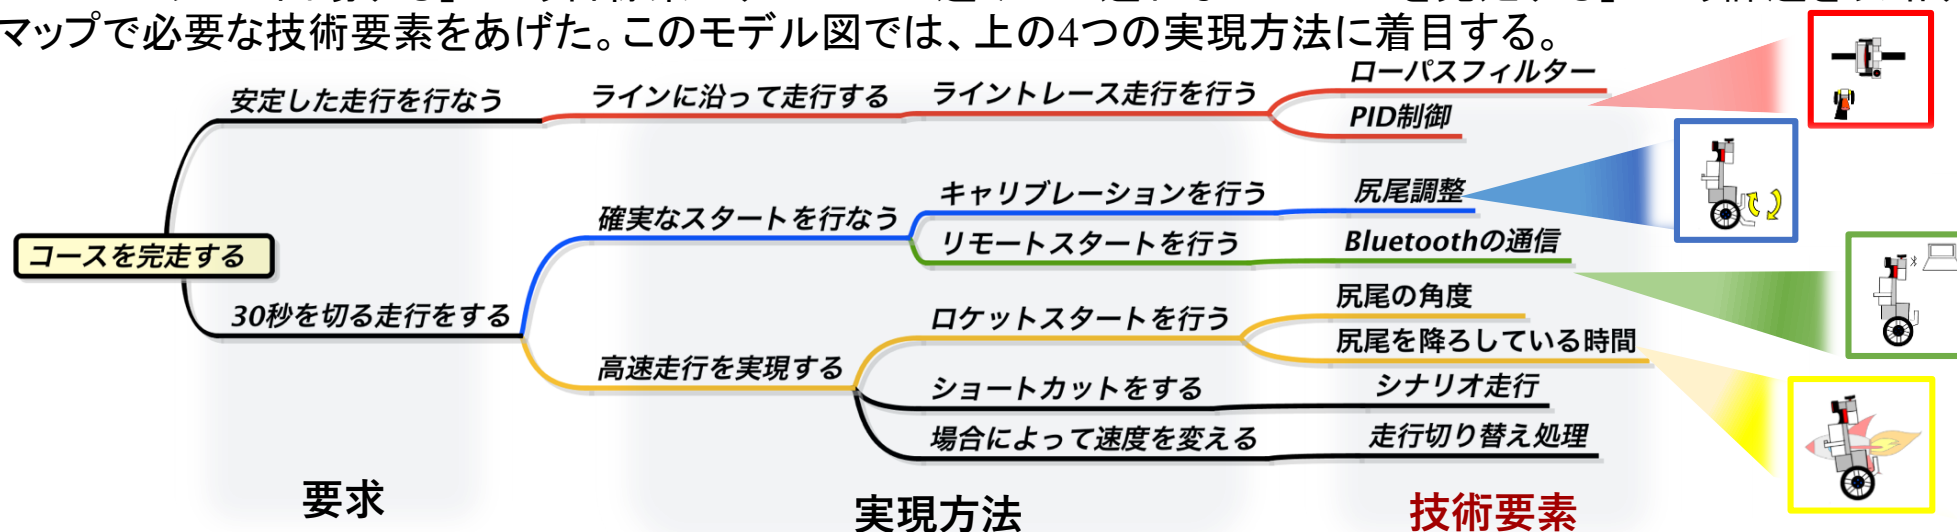 マップで必要な技術要素をあげた。このモデル図では、上の4つの実現方法に着目する。
安定した走行を行なう
ラインに沿って走行する
ライントレース走行を行う
ローパスフィルター
PID制御
コースを完走する
30秒を切る走行をする
確実なスタートを行なう
キャリブレーションを行う
尻尾調整
リモートスタートを行う
Bluetoothの通信
高速走行を実現する
ロケットスタートを行う
尻尾の角度
尻尾を降ろしている時間
ショートカットをする
シナリオ走行
場合によって速度を変える
走行切り替え処理
要求
実現方法
技術要素